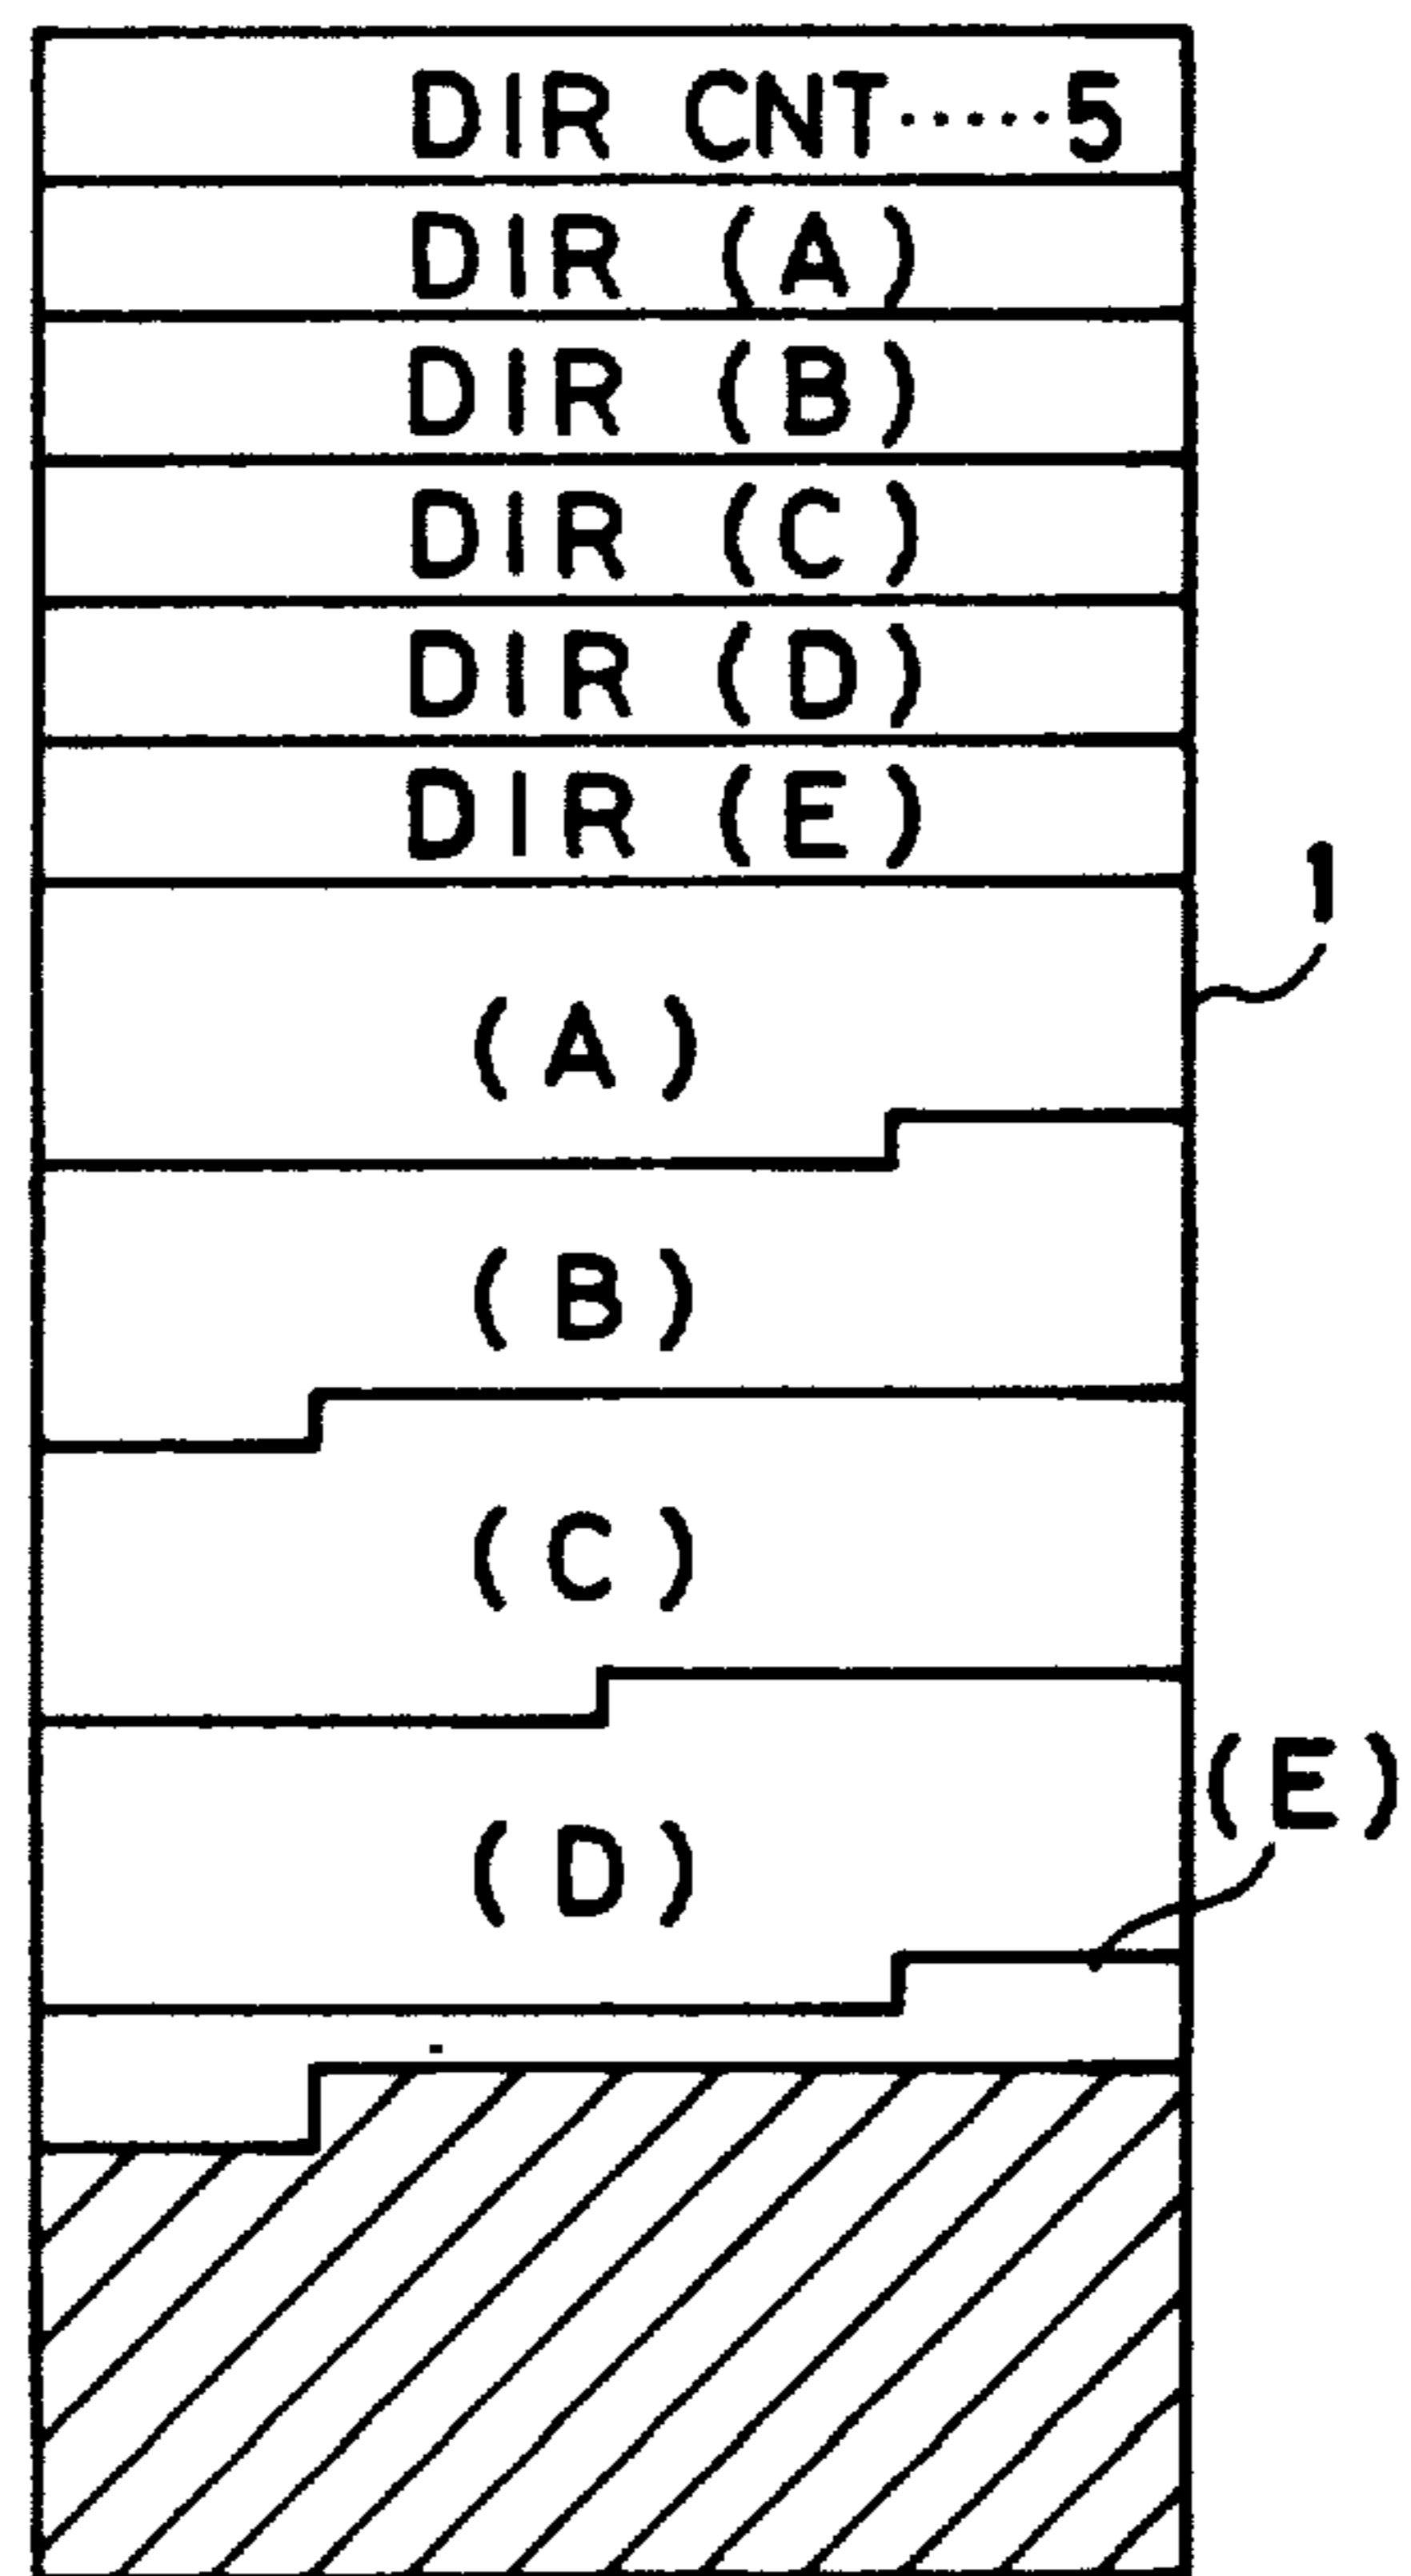 DIR CNT.....5
DIR (A)
DIR (B)
DIR (C)
DIR (D)
DIR (E)
1
(A)
(B)
(C)
(E)
(D)